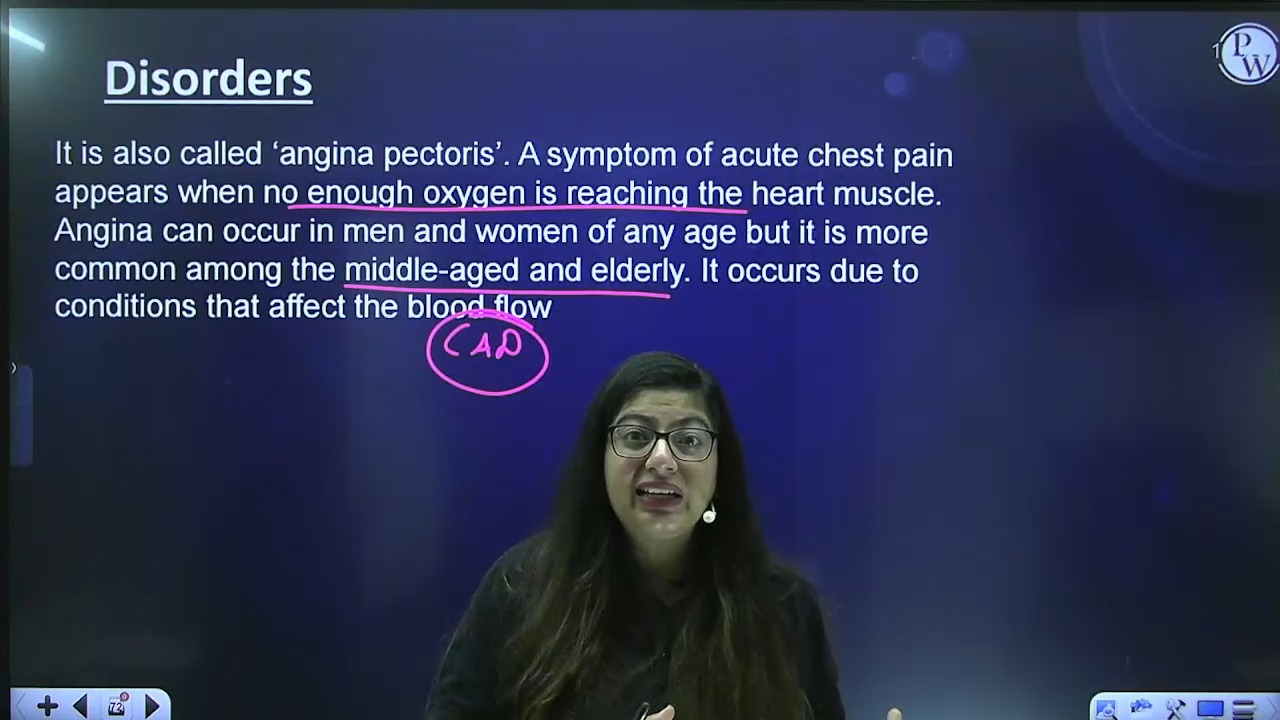 Disorders
It is also called ‘angina pectoris’. A symptom of acute chest pain
appears when no enough oxygen is reaching the heart muscle.
Angina can occur in men and women of any age but it is more
common among the middle-aged and elderly. It occurs due to
conditions that affect the blood flow
CAD
PW
72